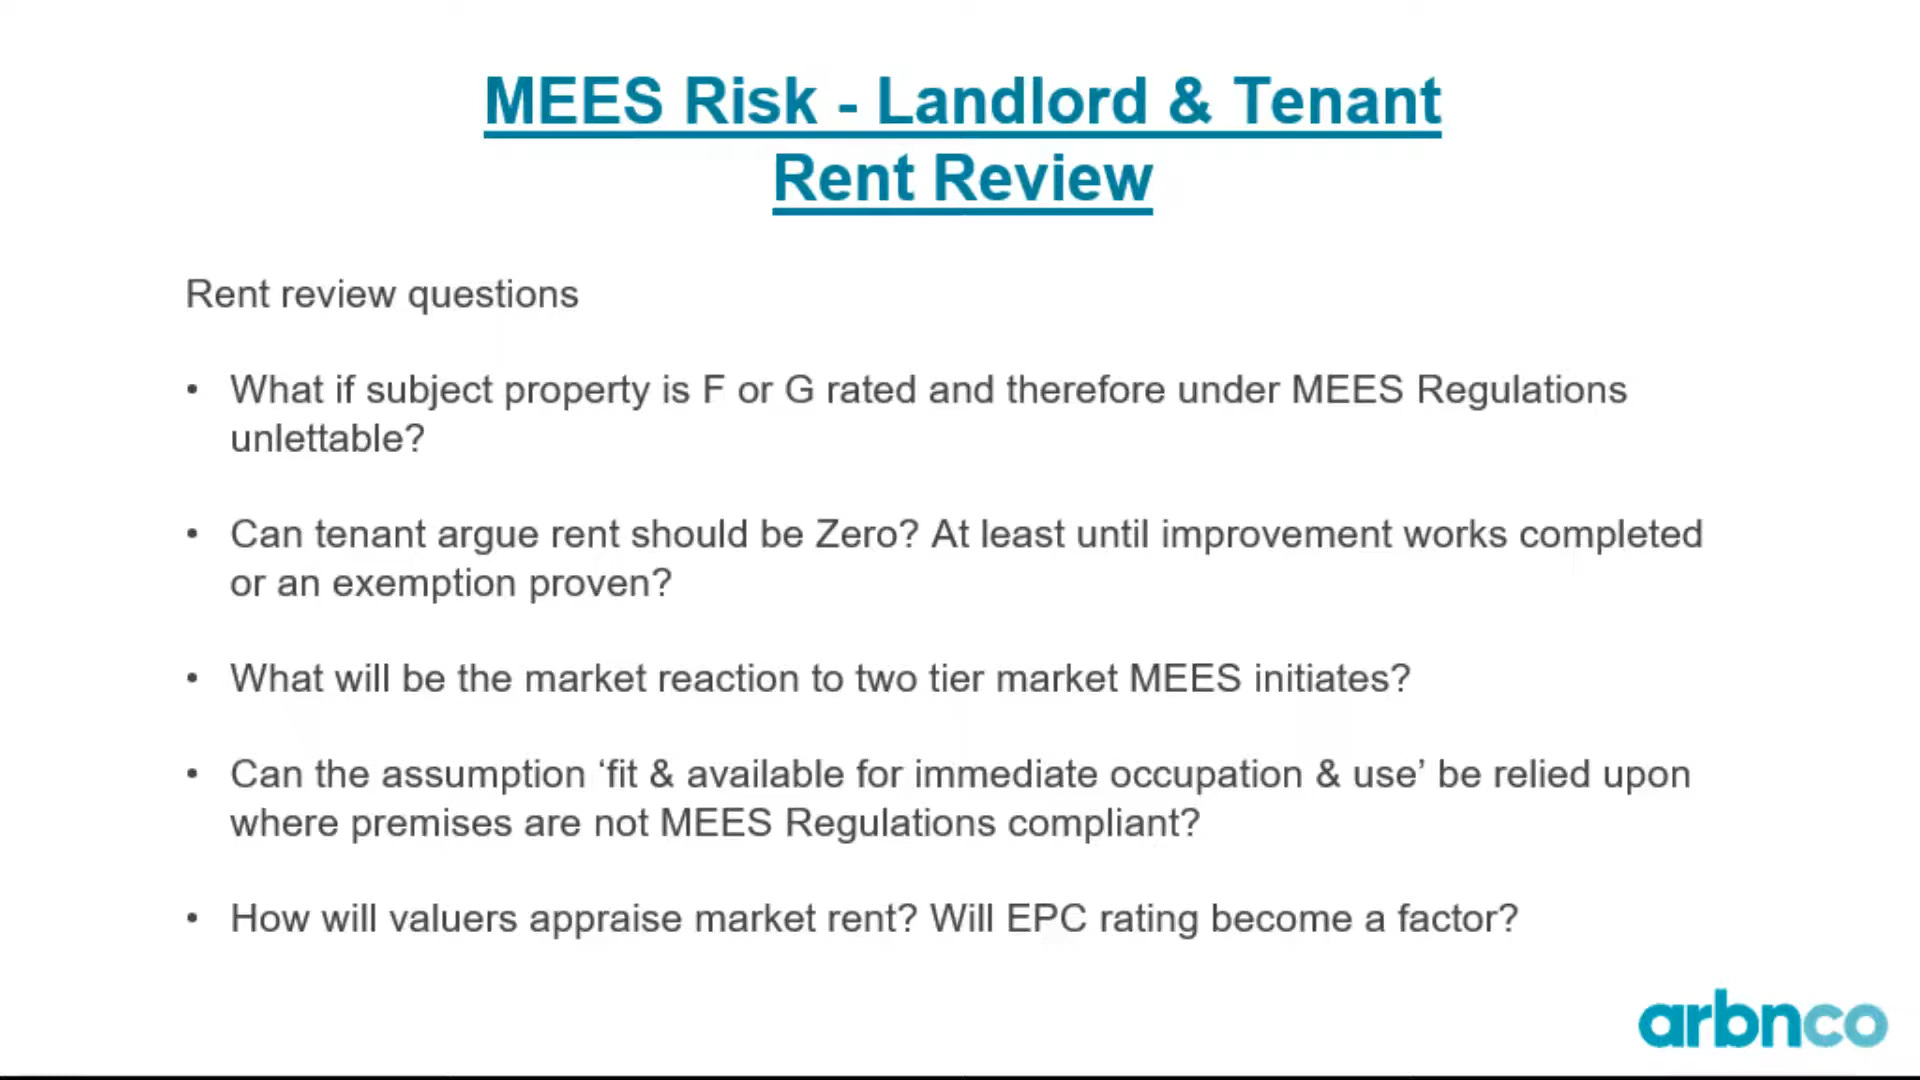 MEES Risk - Landlord & Tenant
Rent Review
Rent review questions
• What if subject property is F or G rated and therefore under MEES Regulations
unlettable?
• Can tenant argue rent should be Zero? At least until improvement works completed
or an exemption proven?
• What will be the market reaction to two tier market MEES initiates?
• Can the assumption ‘fit & available for immediate occupation & use’ be relied upon
where premises are not MEES Regulations compliant?
• How will valuers appraise market rent? Will EPC rating become a factor?
arbnco